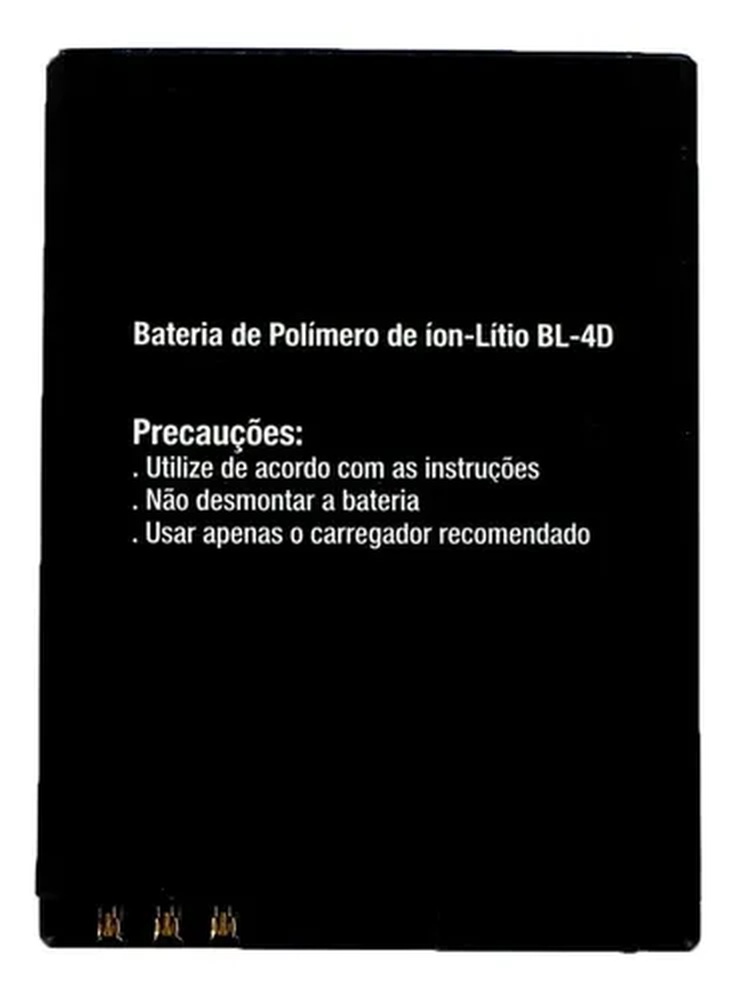 Bateria de Polímero de íon-Lítio BL-4D
Precauções:
. Utilize de acordo com as instruções
. Não desmontar a bateria
. Usar apenas o carregador recomendado